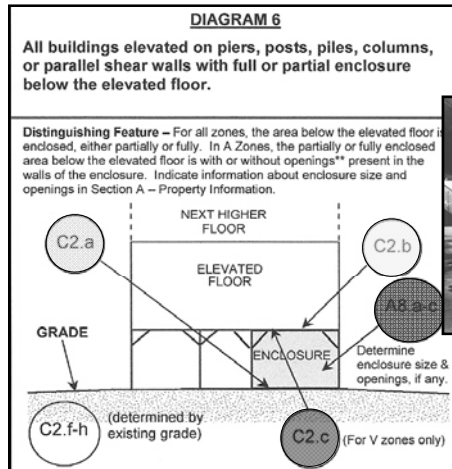 DIAGRAM 6
All buildings elevated on piers, posts, piles, columns,
or parallel shear walls with full or partial enclosure
below the elevated floor.
Distinguishing Feature – For all zones, the area below the elevated floor is
enclosed, either partially or fully. In A Zones, the partially or fully enclosed
area below the elevated floor is with or without openings** present in the
walls of the enclosure. Indicate information about enclosure size and
openings in Section A – Property Information.
NEXT HIGHER
FLOOR
C2.a
C2.b
ELEVATED
FLOOR
A8.a-c
GRADE
ENCLOSURE
Determine
enclosure size &
openings, if any.
C2.f-h
(determined by
existing grade)
C2.c
(For V zones only)